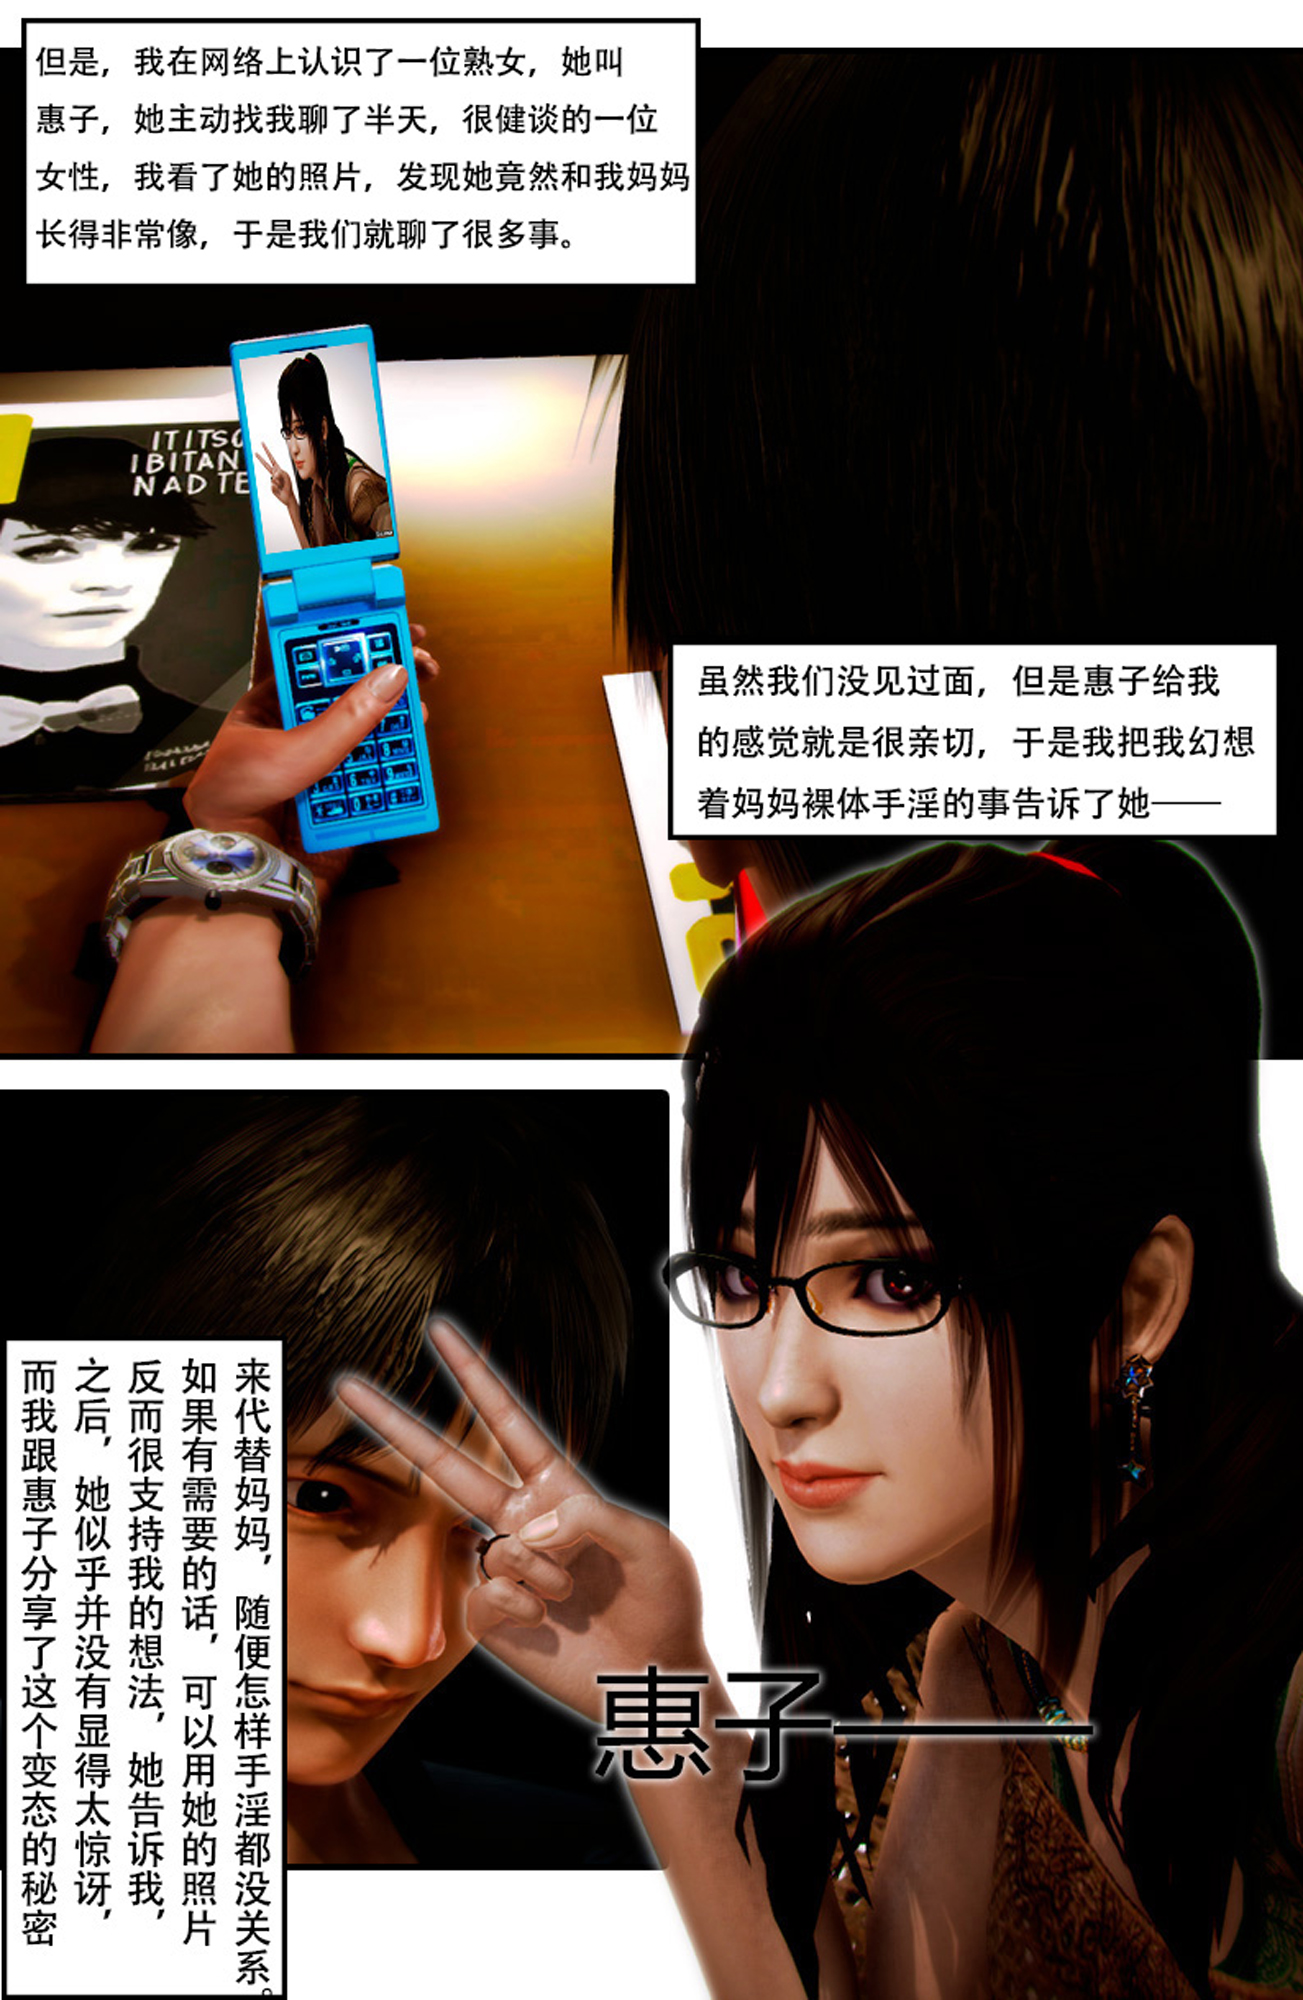 但是，我在网络上认识了一位熟女，她叫
惠子，她主动找我聊了半天，很健谈的一位
女性，我看了她的照片，发现她竟然和我妈妈
长得非常像，于是我们就聊了很多事。
IT ITSO
I BITAN
NAD TE
虽然我们没见过面，但是惠子给我
的感觉就是很亲切，于是我把我幻想
着妈妈裸体手淫的事告诉了她——
而我跟惠子分享了这个变态的秘密
之后，她似乎并没有显得太惊讶，
反而很支持我的想法，她告诉我，
如果有需要的话，可以用她的照片
来代替妈妈，随便怎样手淫都没关系。
惠子——